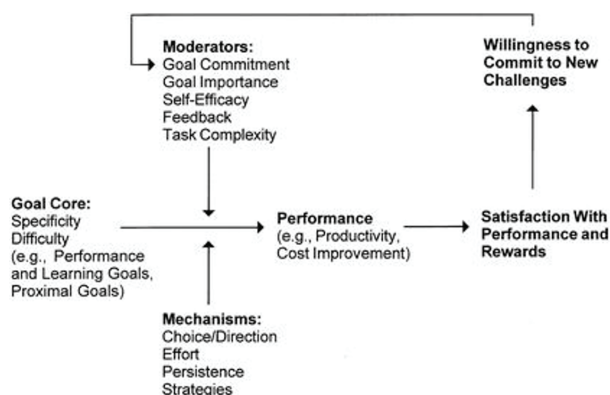 Moderators:
Goal Commitment
Goal Importance
Self-Efficacy
Feedback
Task Complexity
Willingness to
Commit to New
Challenges
Goal Core:
Specificity
Difficulty
(e.g., Performance
and Learning Goals,
Proximal Goals)
Performance
(e.g., Productivity,
Cost Improvement)
Satisfaction With
Performance and
Rewards
Mechanisms:
Choice/Direction
Effort
Persistence
Strategies